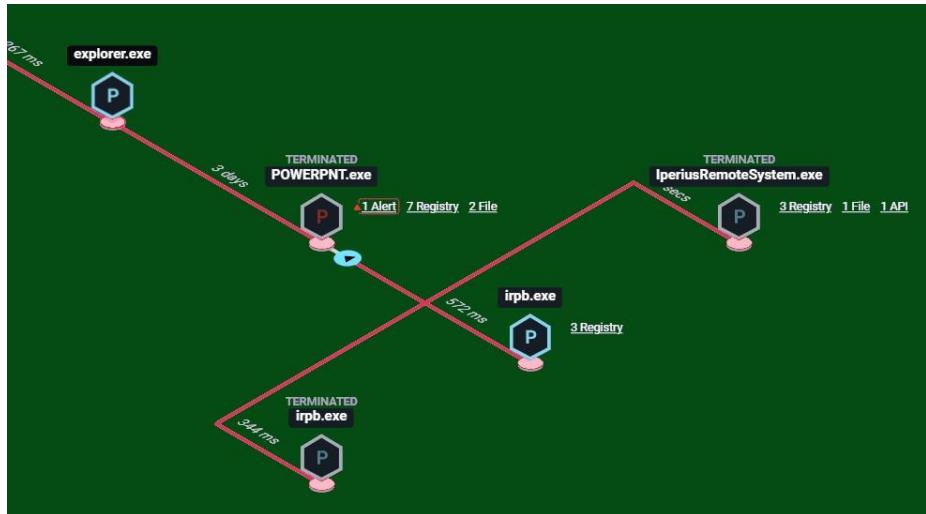 267 ms
explorer.exe
P
3 days
TERMINATED
POWERPNT.exe
P
1 Alert 7 Registry 2 File
TERMINATED
IperiusRemoteSystem.exe
secs
P
3 Registry 1 File 1 API
572 ms
irpb.exe
P
3 Registry
TERMINATED
irpb.exe
344 ms
P